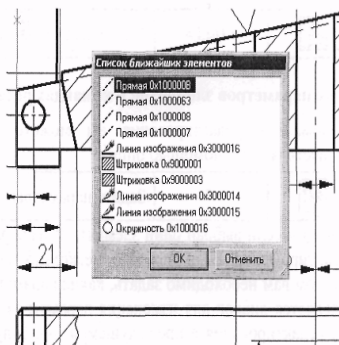 Список ближайших элементов
Прямая 0x100000B
Прямая 0x1000063
Прямая 0x1000008
Прямая 0x1000007
Линия изображения 0x3000016
Штриховка 0x9000001
Штриховка 0x9000003
Линия изображения 0x3000014
Линия изображения 0x3000015
Окружность 0x1000016
OK Отменить
21